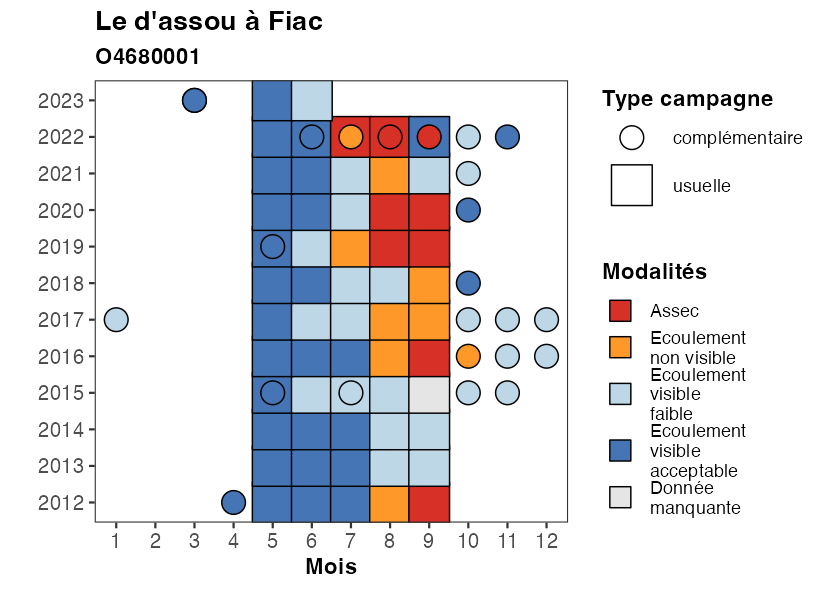 Le d'assou à Fiac
O4680001
2023
2022
2021
2020
2019
2018
2017
2016
2015
2014
2013
2012
1 2 3 4 5 6 7 8 9 10 11 12
Mois
Type campagne
complémentaire
usuelle
Modalités
Assec
Ecoulement
non visible
Ecoulement
visible
faible
Ecoulement
visible
acceptable
Donnée
manquante